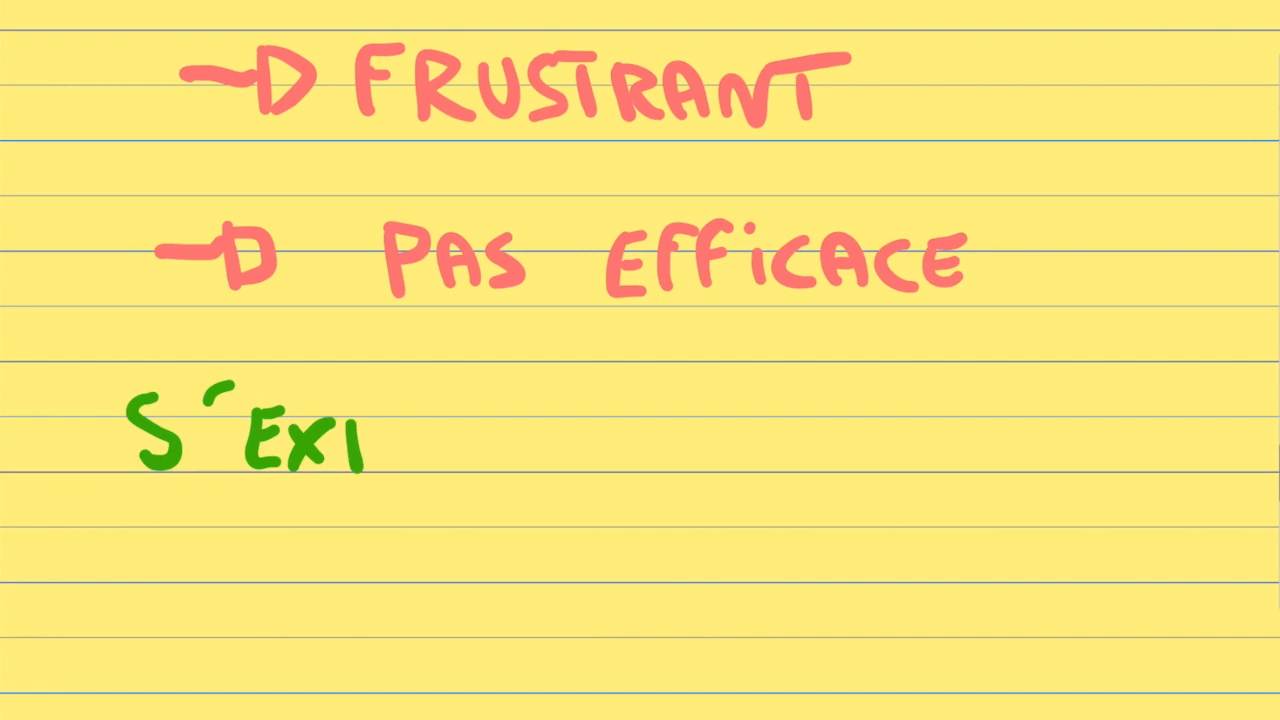 → FRUSTRANT
→ PAS EFFICACE
S'EXI